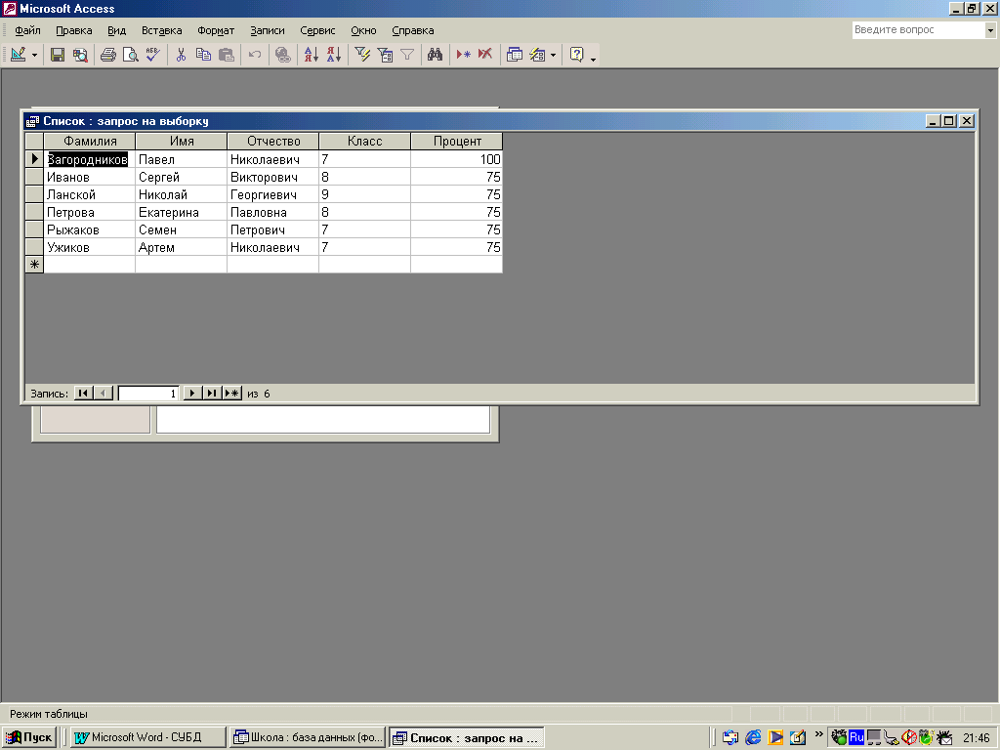 Microsoft Access
Файл Правка Вид Вставка Формат Записи Сервис Окно Справка
Введите вопрос
Список : запрос на выборку
Фамилия Имя Отчество Класс Процент
Загородников Павел Николаевич 7 100
Иванов Сергей Викторович 8 75
Ланской Николай Георгиевич 9 75
Петрова Екатерина Павловна 8 75
Рыжаков Семен Петрович 7 75
Ужиков Артем Николаевич 7 75
Запись: 1 из 6
Режим таблицы
Пуск Microsoft Word - СУБД Школа : база данных (фо... Список : запрос на ... Ru 21:46